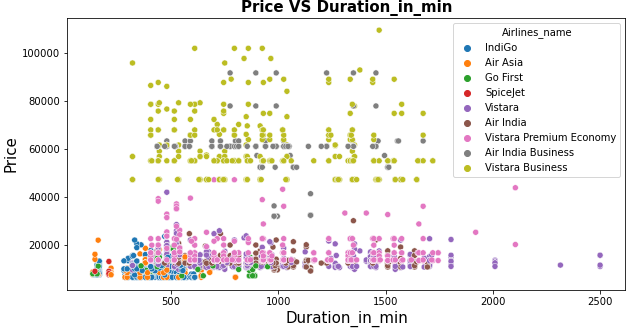 Price VS Duration_in_min
Price
100000
80000
60000
40000
20000
500
1000
1500
2000
2500
Duration_in_min
Airlines_name
IndiGo
Air Asia
Go First
SpiceJet
Vistara
Air India
Vistara Premium Economy
Air India Business
Vistara Business